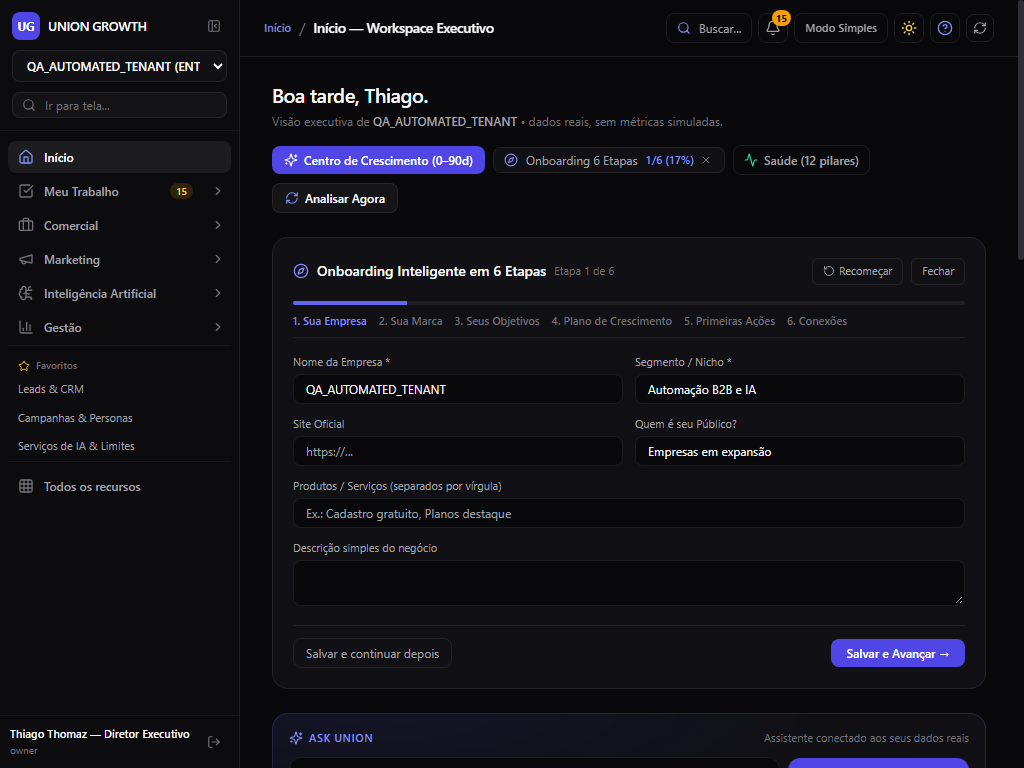 UG UNION GROWTH
QA_AUTOMATED_TENANT (ENT
Ir para tela...
Início
Meu Trabalho 15
Comercial
Marketing
Inteligência Artificial
Gestão
Favoritos
Leads & CRM
Campanhas & Personas
Serviços de IA & Limites
Todos os recursos
Thiago Thomaz — Diretor Executivo
owner
Início / Início — Workspace Executivo
Buscar...
15
Modo Simples
Boa tarde, Thiago.
Visão executiva de QA_AUTOMATED_TENANT • dados reais, sem métricas simuladas.
Centro de Crescimento (0–90d)
Onboarding 6 Etapas 1/6 (17%) ×
Saúde (12 pilares)
Analisar Agora
Onboarding Inteligente em 6 Etapas Etapa 1 de 6
Recomeçar
Fechar
1. Sua Empresa 2. Sua Marca 3. Seus Objetivos 4. Plano de Crescimento 5. Primeiras Ações 6. Conexões
Nome da Empresa * Segmento / Nicho *
QA_AUTOMATED_TENANT Automação B2B e IA
Site Oficial Quem é seu Público?
https://... Empresas em expansão
Produtos / Serviços (separados por vírgula)
Ex.: Cadastro gratuito, Planos destaque
Descrição simples do negócio
Salvar e continuar depois Salvar e Avançar →
ASK UNION Assistente conectado aos seus dados reais